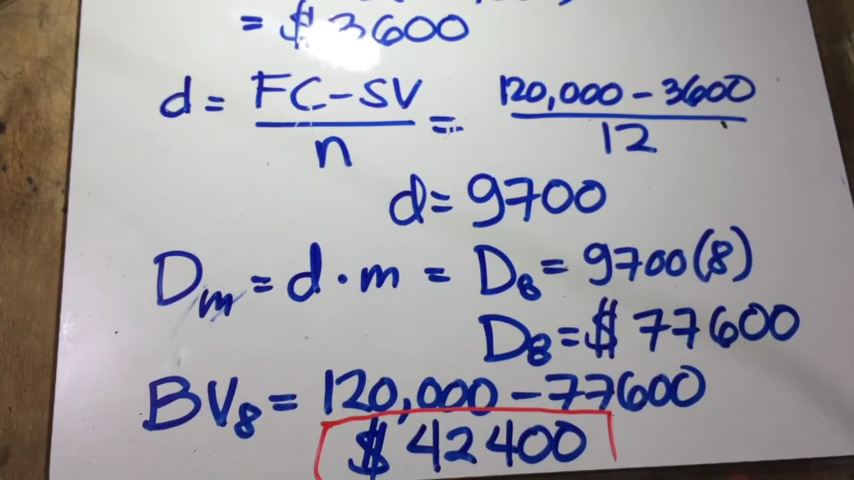 = $ 3600
d = FC-SV / n = 120,000 - 3600 / 12
d = 9700
Dm = d · m = D8 = 9700(8)
D8 = $ 77600
BV8 = 120,000 - 77600
$ 42400